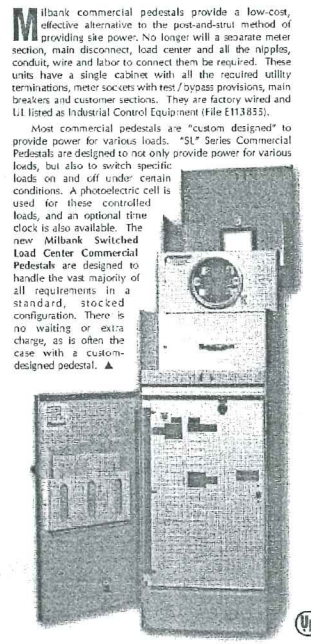 Milbank commercial pedestals provide a low-cost,
effective alternative to the post-and-strut method of
providing site power. No longer will a separate meter
section, main disconnect, load center and all the nipples,
conduit, wire and labor to connect them be required. These
units have a single cabinet with all the required utility
terminations, meter sockets with test / bypass provisions, main
breakers and customer sections. They are factory wired and
UL listed as Industrial Control Equipment (File E113855).
Most commercial pedestals are "custom designed" to
provide power for various loads. "SL" Series Commercial
Pedestals are designed to not only provide power for various
loads, but also to switch specific
loads on and off under certain
conditions. A photoelectric cell is
used for these controlled
loads, and an optional time
clock is also available. The
new Milbank Switched
Load Center Commercial
Pedestals are designed to
handle the vast majority of
all requirements in a
standard, stocked
configuration. There is
no waiting or extra
charge, as is often the
case with a custom-
designed pedestal. ▲